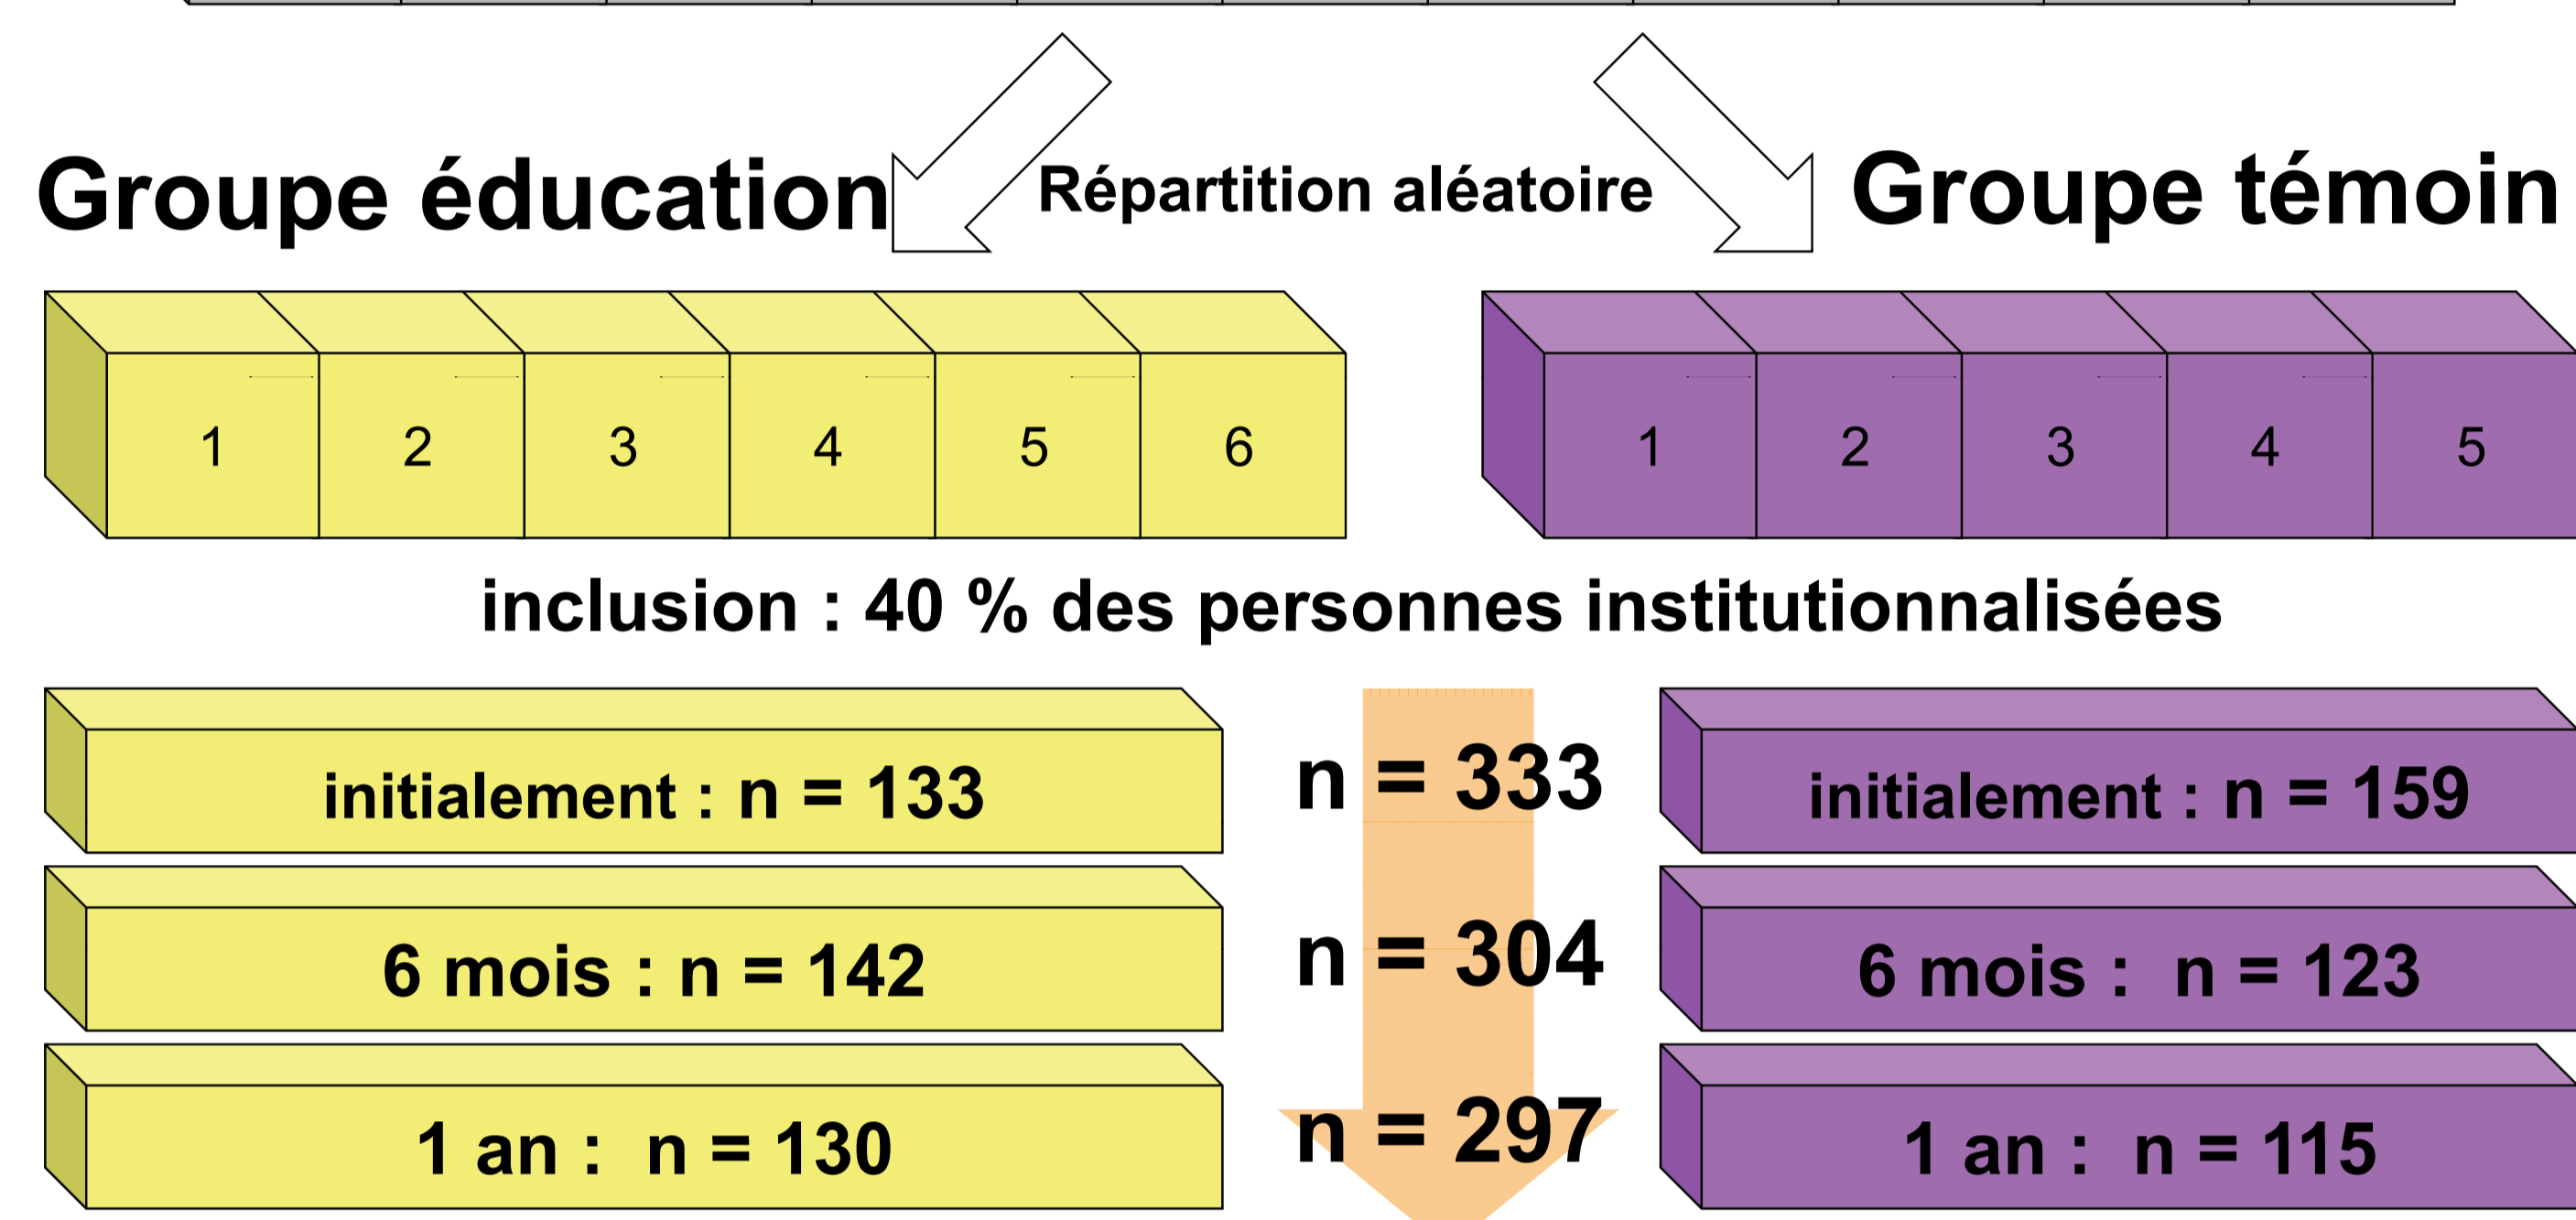 Groupe éducation
Répartition aléatoire
Groupe témoin
1 2 3 4 5 6
1 2 3 4 5
inclusion : 40 % des personnes institutionnalisées
initialement : n = 133
n = 333
initialement : n = 159
6 mois : n = 142
n = 304
6 mois : n = 123
1 an : n = 130
n = 297
1 an : n = 115